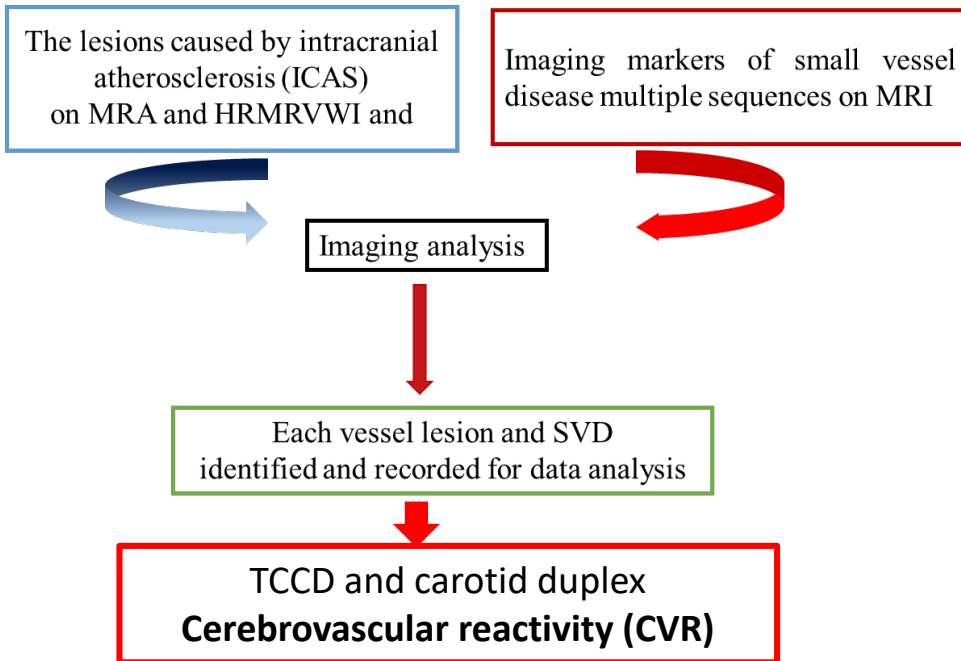 The lesions caused by intracranial
atherosclerosis (ICAS)
on MRA and HRMRVWI and
Imaging markers of small vessel
disease multiple sequences on MRI
Imaging analysis
Each vessel lesion and SVD
identified and recorded for data analysis
TCCD and carotid duplex
Cerebrovascular reactivity (CVR)